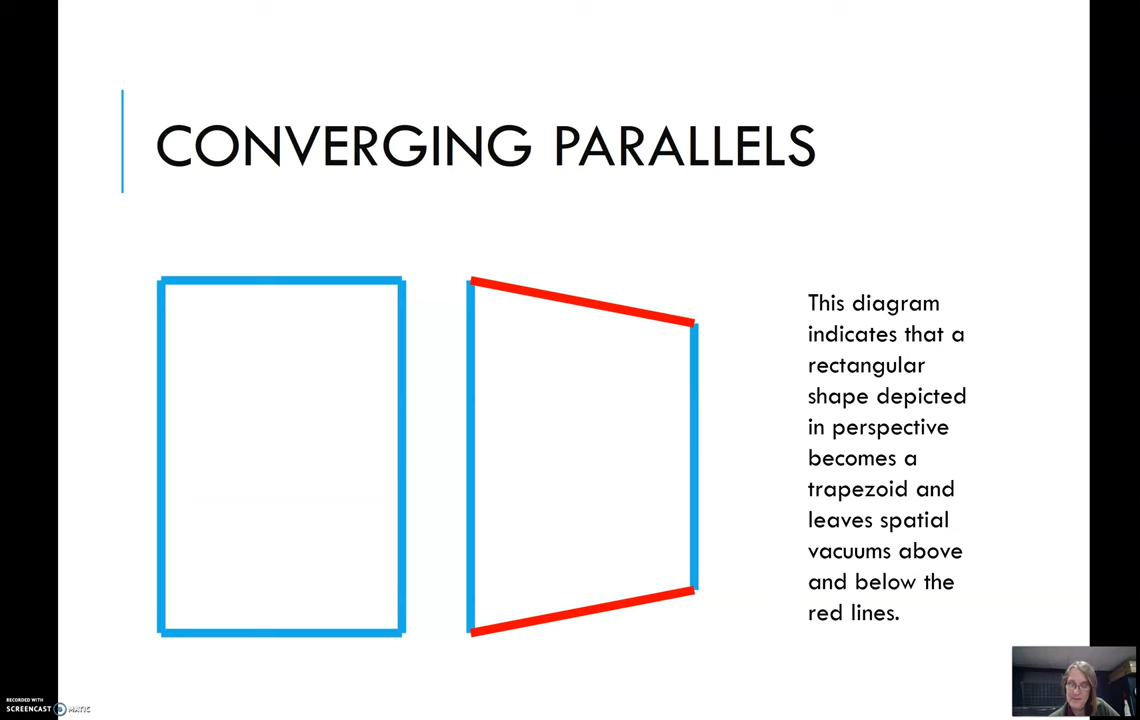 CONVERGING PARALLELS
This diagram
indicates that a
rectangular
shape depicted
in perspective
becomes a
trapezoid and
leaves spatial
vacuums above
and below the
red lines.
RECORDED WITH
SCREENCAST MATIC